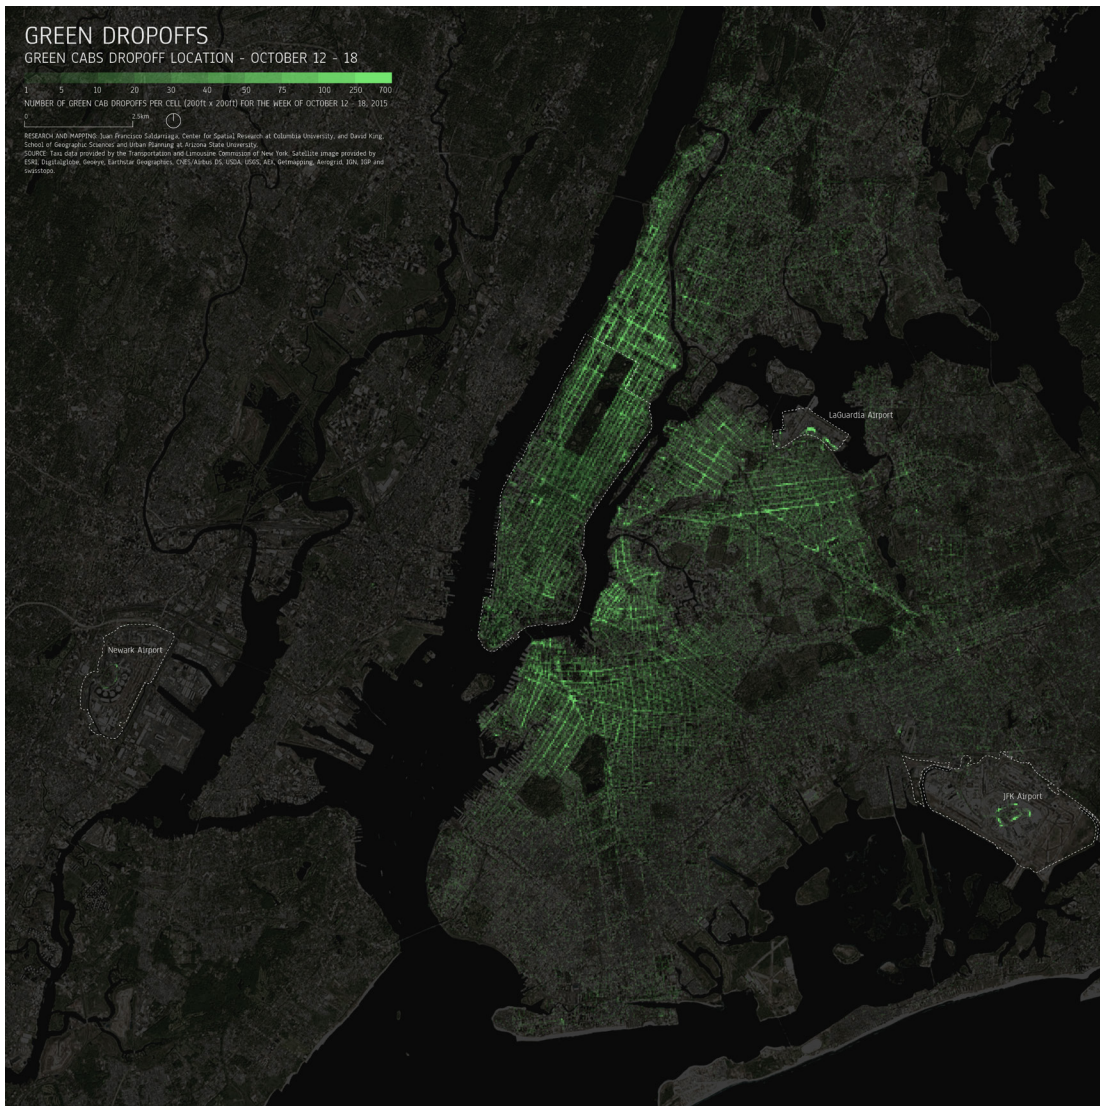 GREEN DROPOFFS
GREEN CABS DROPOFF LOCATION - OCTOBER 12 - 18
1 5 10 20 30 40 50 75 100 250 700
NUMBER OF GREEN CAB DROPOFFS PER CELL (200ft x 200ft) FOR THE WEEK OF OCTOBER 12 - 18, 2015
0 2.5km
RESEARCH AND MAPPING: Juan Francisco Saldarriaga, Center for Spatial Research at Columbia University, and David King,
School of Geographic Sciences and Urban Planning at Arizona State University.
SOURCE: Taxi data provided by the Transportation and Limousine Commission of New York. Satellite image provided by
ESRI, Digitalglobe, Geoeye, Earthstar Geographics, CNES/Airbus DS, USDA, USGS, AEX, Getmapping, Aerogrid, IGN, IGP and
swisstopo.
LaGuardia Airport
Newark Airport
JFK Airport